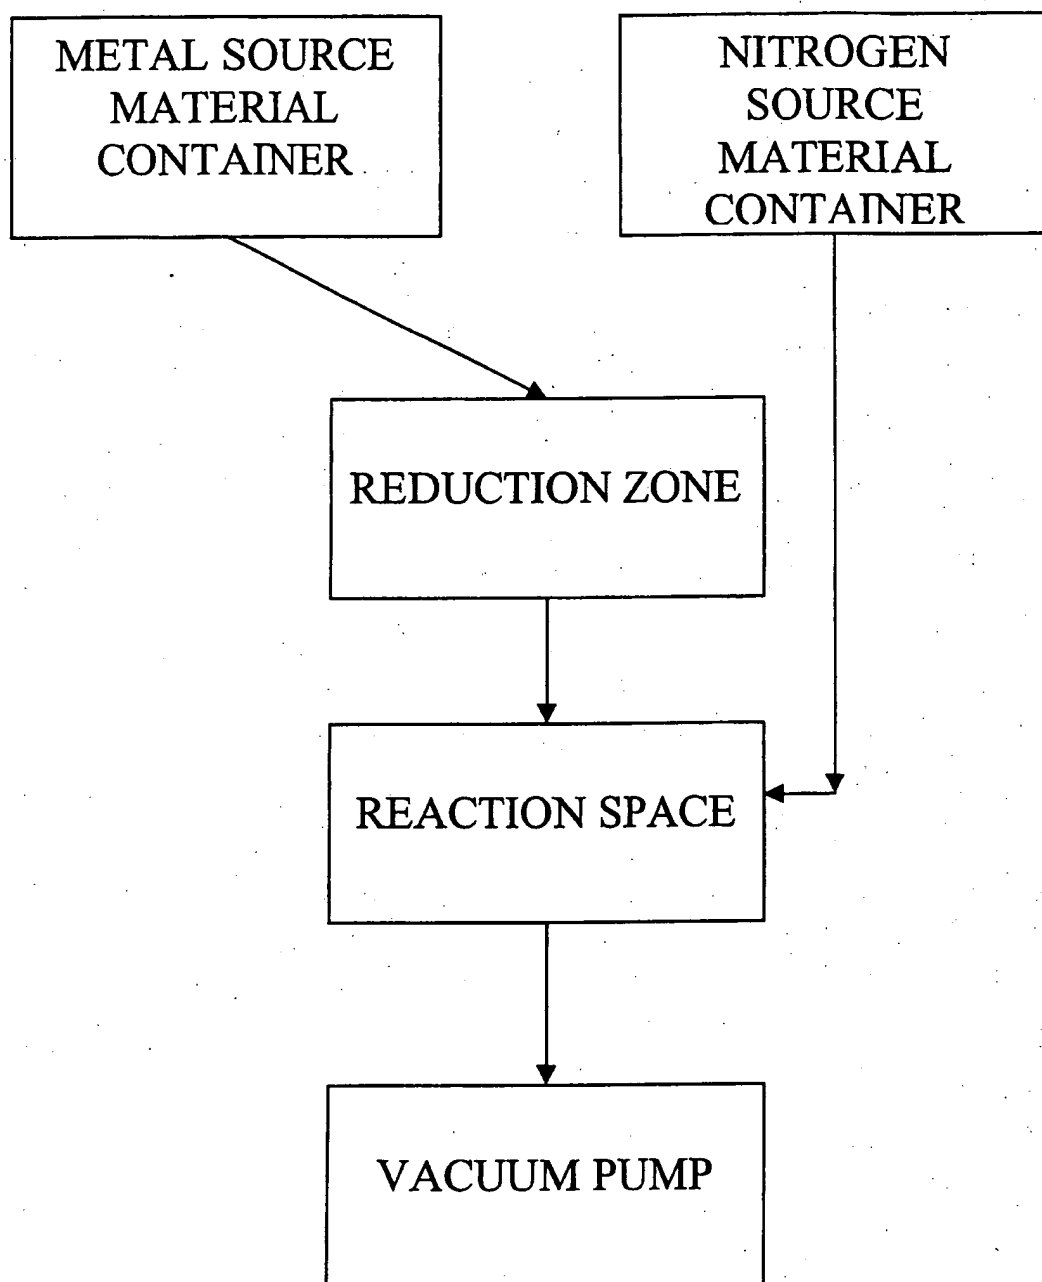 METAL SOURCE
MATERIAL
CONTAINER
NITROGEN
SOURCE
MATERIAL
CONTAINER
REDUCTION ZONE
REACTION SPACE
VACUUM PUMP